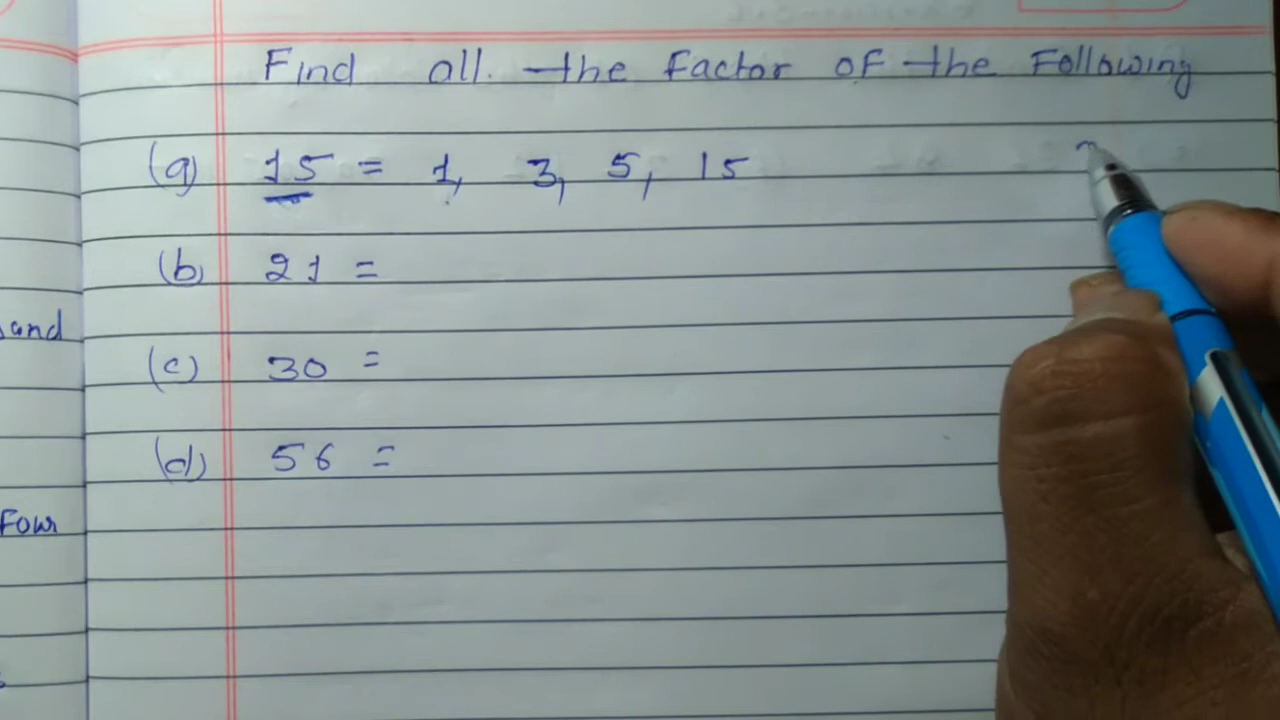 Find all. the Factor of the Following
(a) 15 = 1, 3, 5, 15
(b) 21 =
and
(c) 30 =
(d) 56 =
Four